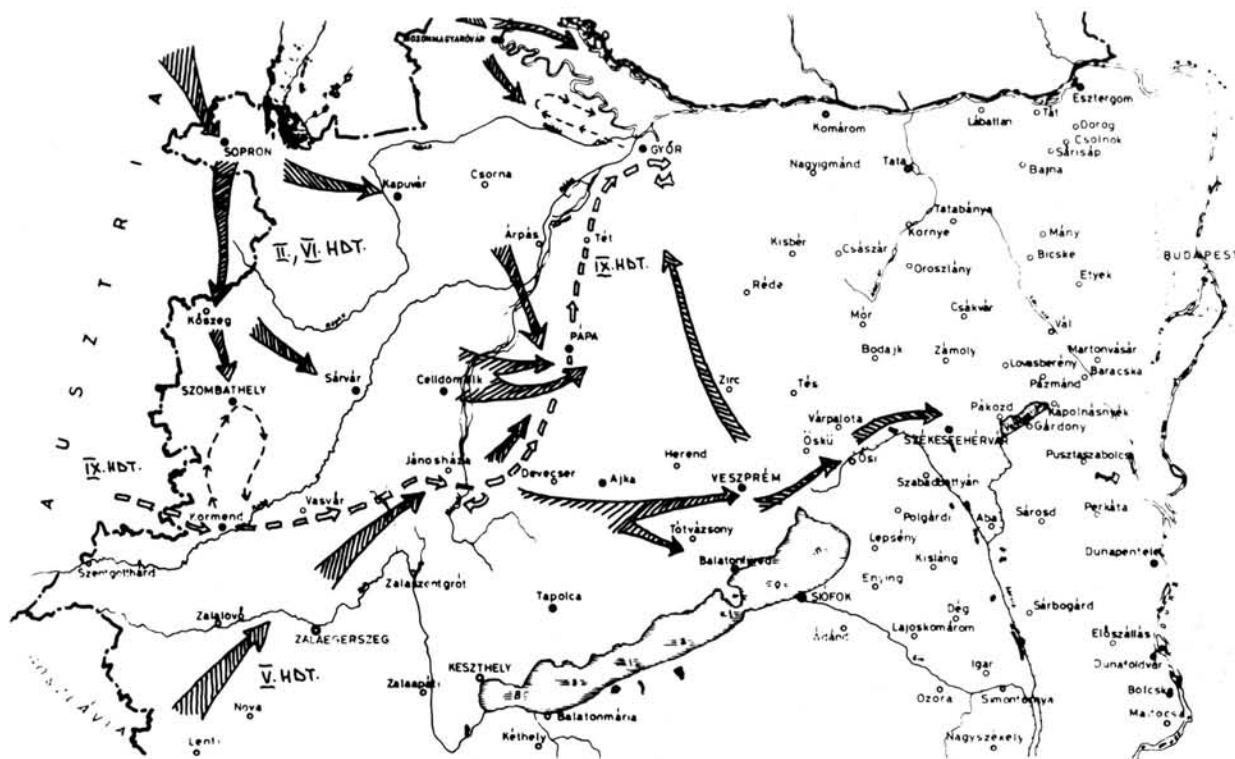 MOSONMAGYARÓVÁR
Esztergom
Komárom
Lábatlan
Tát
Dorog
Csolnok
Sárisáp
Bajna
SOPRON
GYŐR
Nagyigmánd
Tata
Kapuvár
Csorna
AUSZTRIA
II., VI. HDT.
Árpás
Tét
IX. HDT.
Kisbér
Császár
Tatabánya
Kornye
Mány
Bicske
BUDAPEST
Oroszlány
Etyek
Réde
Mór
Csákvár
Vál
Kőszeg
PÁPA
Bodajk
Zámoly
Lovasberény
Martonvásár
Baracska
Pázmánd
SZOMBATHELY
Sárvár
Celldömölk
Zirc
Tés
Várpalota
Pákozd
Kápolnásnyék
Gárdony
SZÉKESFEHÉRVÁR
IX. HDT.
Jánosháza
Devecser
Ajka
Herend
VESZPRÉM
Öskü
Ősi
Pusztaszabolcs
Szabadbattyán
Körmend
Vasvár
Tótvázsony
Polgárdi
Aba
Sárosd
Perkáta
Lepsény
Szentgotthárd
Zalaszentgrót
Balatonfüred
Kisláng
Dunapentele
Enying
Tapolca
SIÓFOK
Zalalövő
ZALAEGERSZEG
Ádánd
Dég
Lajoskomárom
Sárbogárd
Előszállás
V. HDT.
KESZTHELY
Igar
Dunaföldvár
Nova
Zalaapáti
Ozora
Simontornya
Bölcske
Lenti
Kéthely
Balatonmária
Nagyszékely